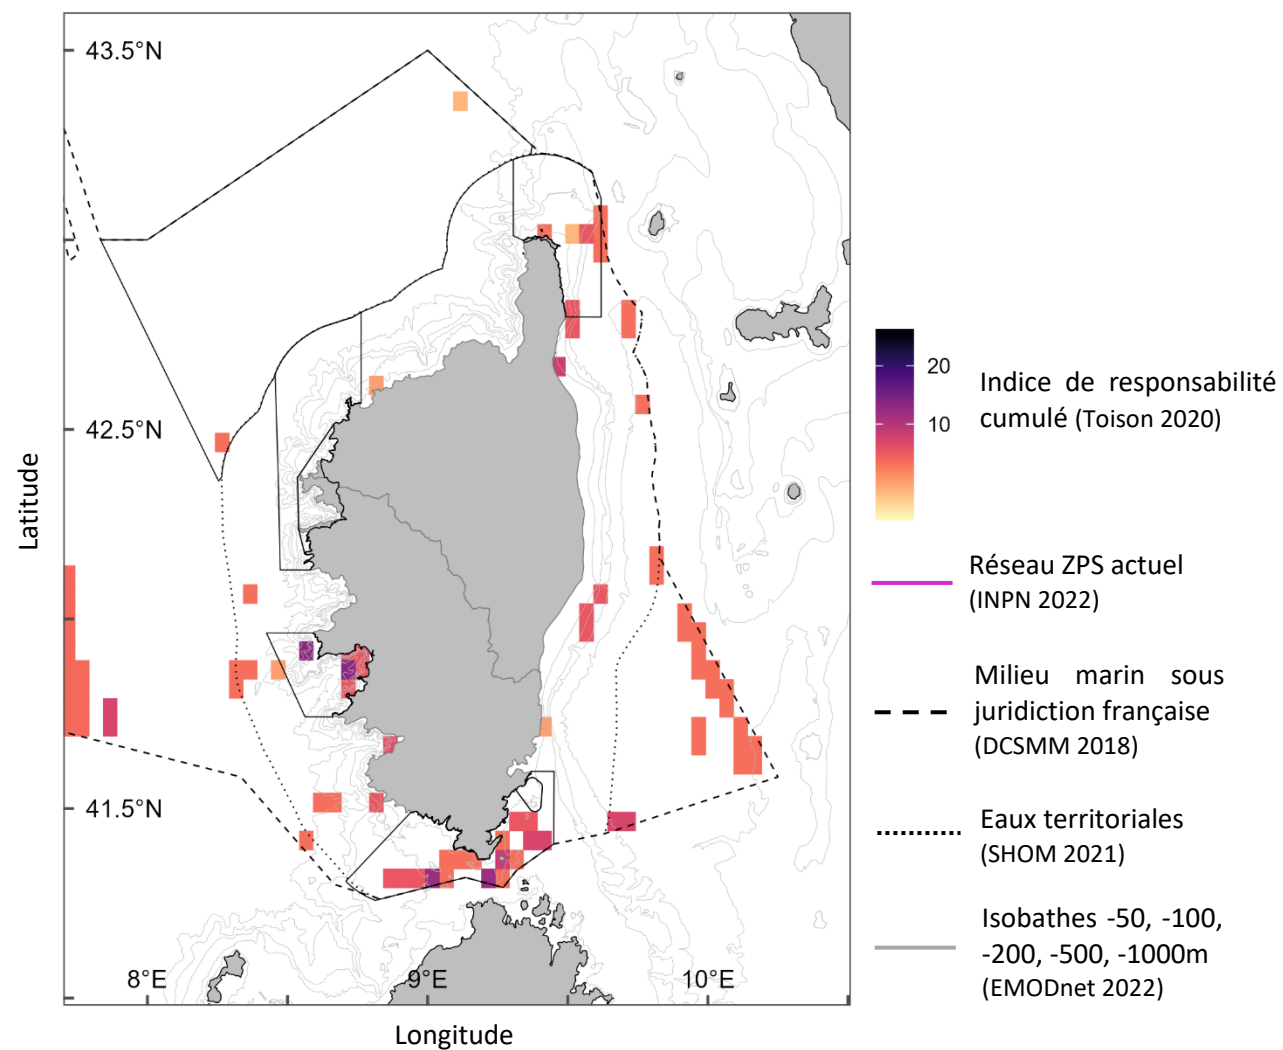 43.5°N
42.5°N
41.5°N
Latitude
8°E
9°E
10°E
Longitude
20
10
Indice de responsabilité
cumulé (Toison 2020)
Réseau ZPS actuel
(INPN 2022)
Milieu marin sous
juridiction française
(DCSMM 2018)
Eaux territoriales
(SHOM 2021)
Isobathes -50, -100,
-200, -500, -1000m
(EMODnet 2022)